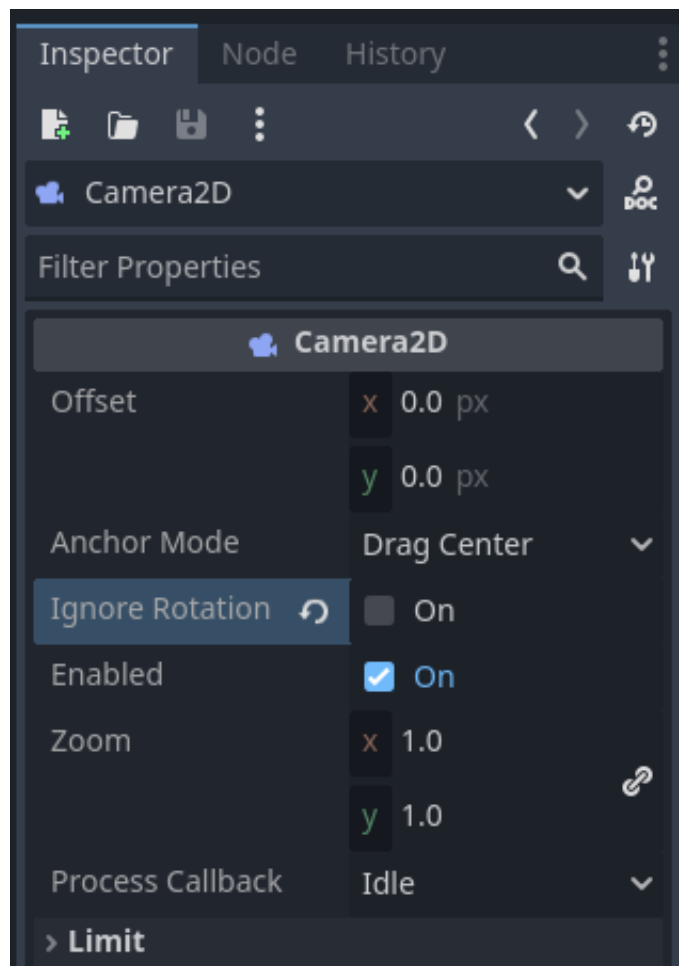 Inspector Node History
Camera2D
DOC
Filter Properties
Camera2D
Offset x 0.0 px
y 0.0 px
Anchor Mode Drag Center
Ignore Rotation On
Enabled On
Zoom x 1.0
y 1.0
Process Callback Idle
Limit